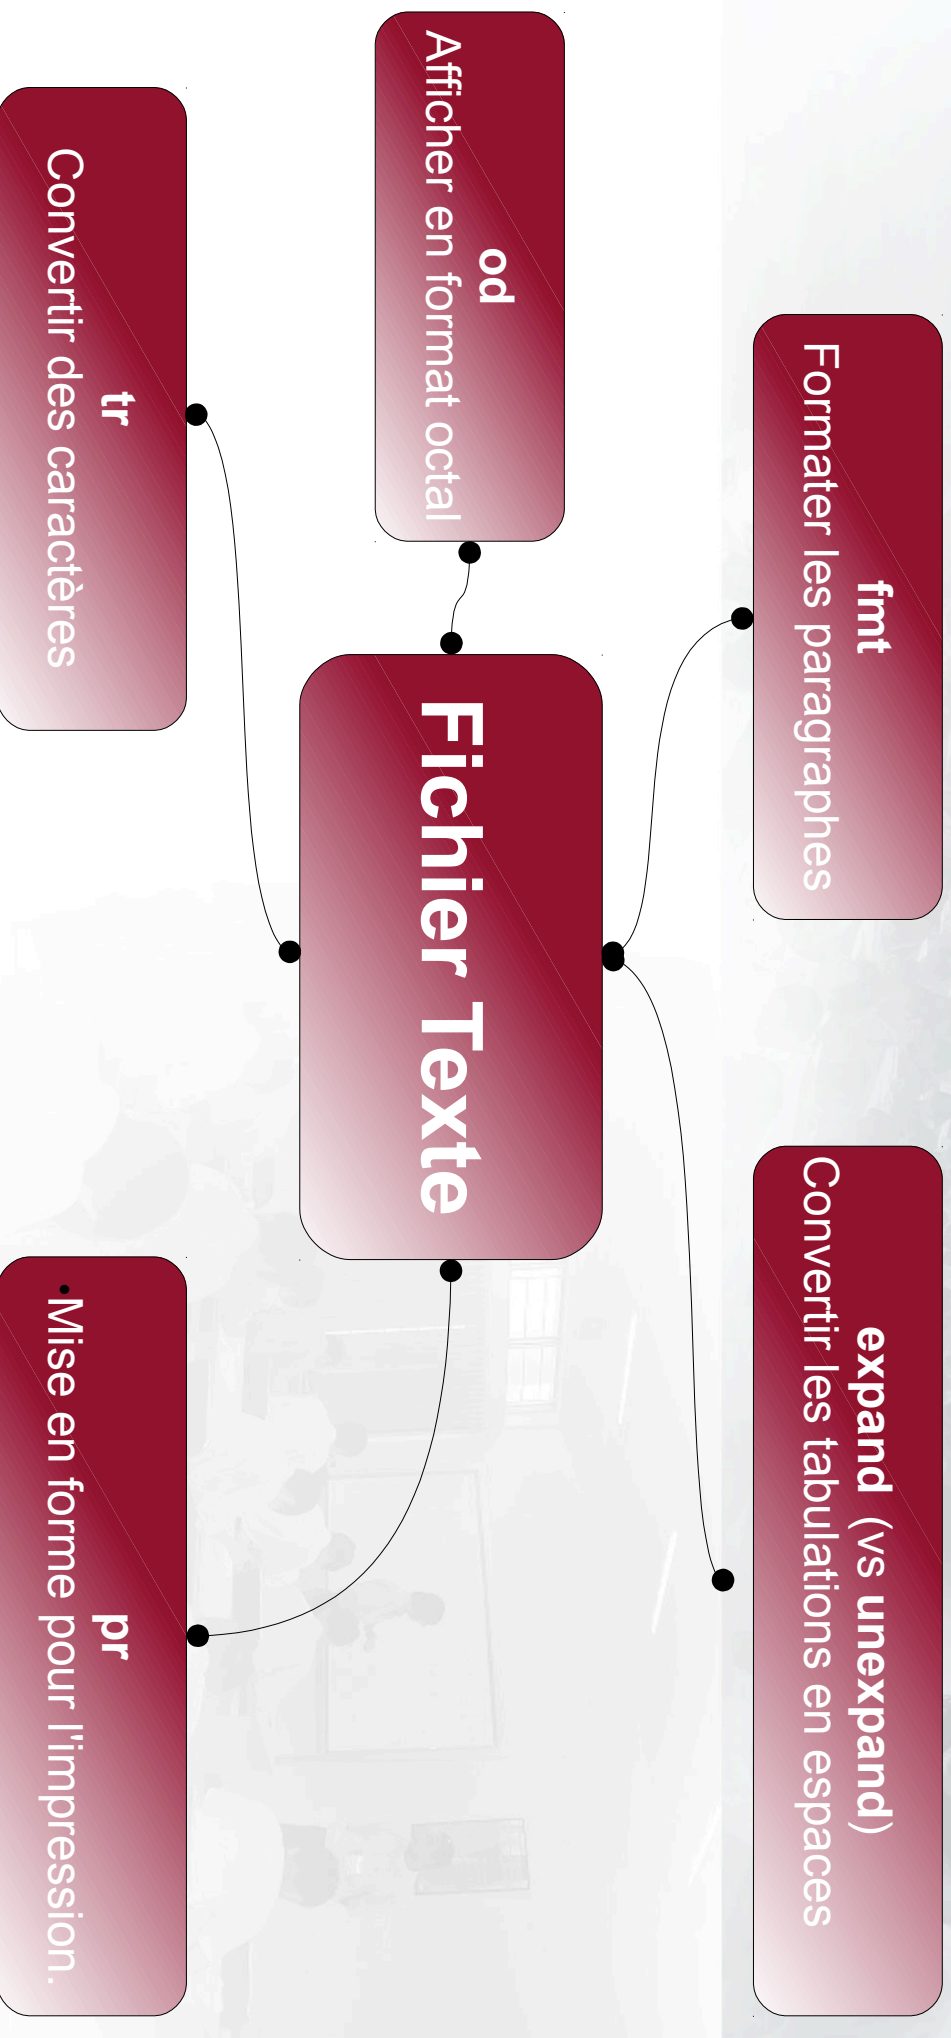 fmt
Formater les paragraphes
expand (vs unexpand)
Convertir les tabulations en espaces
od
Afficher en format octal
Fichier Texte
tr
Convertir des caractères
pr
•Mise en forme pour l'impression.